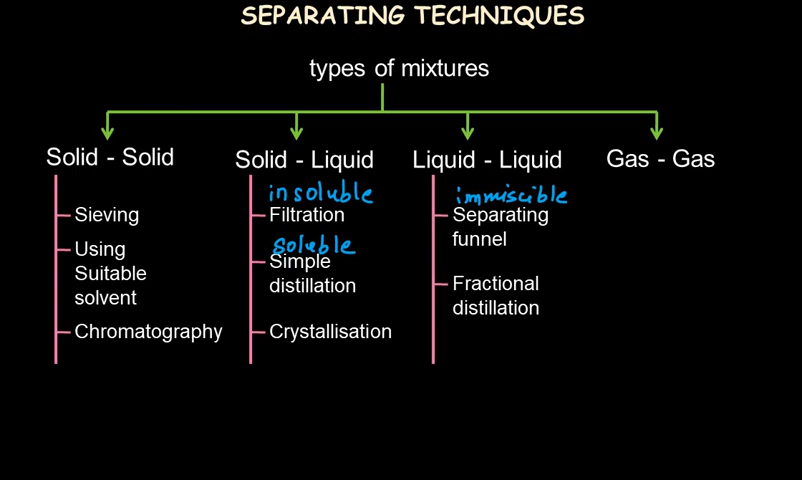 SEPARATING TECHNIQUES
types of mixtures
Solid - Solid
Sieving
Using
Suitable
solvent
Chromatography
Solid - Liquid
insoluble
Filtration
soluble
Simple
distillation
Crystallisation
Liquid - Liquid
immiscible
Separating
funnel
Fractional
distillation
Gas - Gas